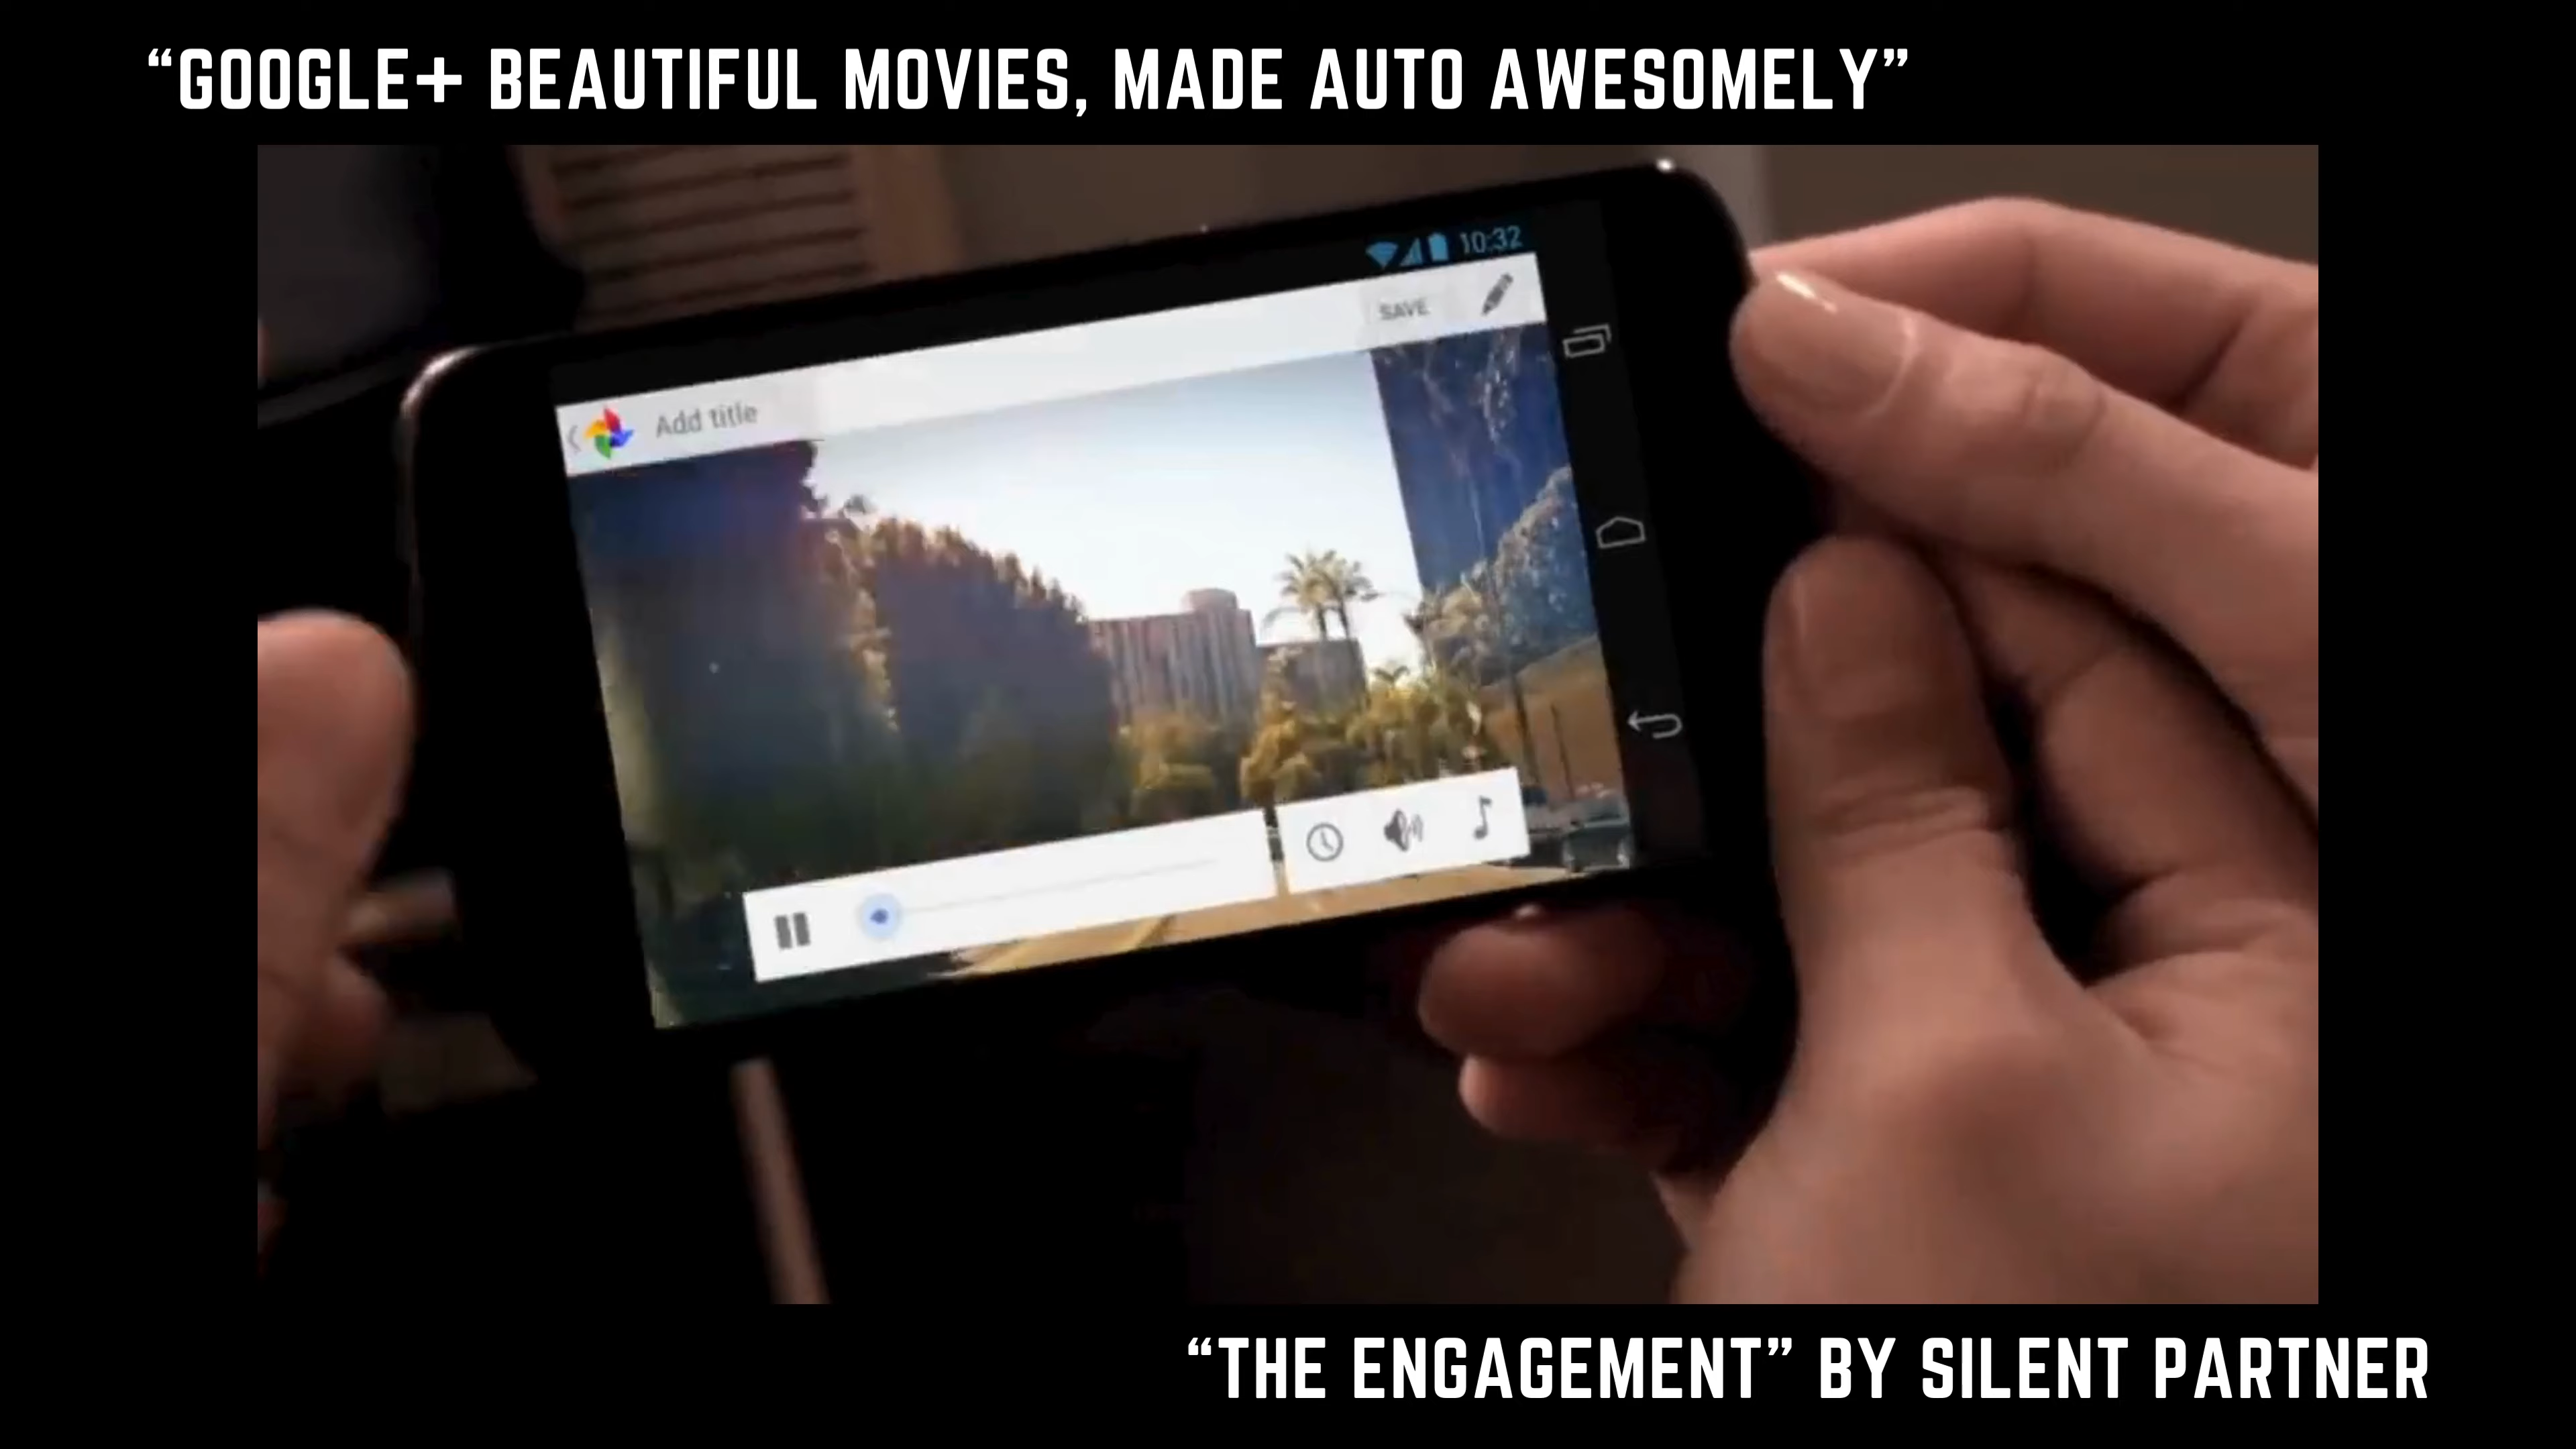 “GOOGLE+ BEAUTIFUL MOVIES, MADE AUTO AWESOMELY”
10:32
SAVE
Add title
“THE ENGAGEMENT” BY SILENT PARTNER